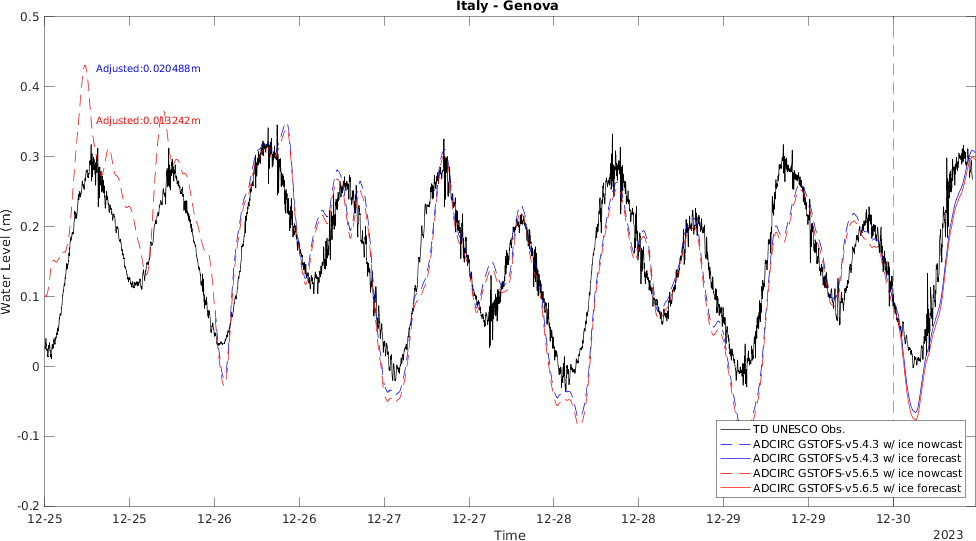 Italy - Genova
0.5
0.4
0.3
0.2
0.1
0
-0.1
-0.2
Water Level (m)
Adjusted:0.020488m
Adjusted:0.013242m
TD UNESCO Obs.
ADCIRC GSTOFS-v5.4.3 w/ ice nowcast
ADCIRC GSTOFS-v5.4.3 w/ ice forecast
ADCIRC GSTOFS-v5.6.5 w/ ice nowcast
ADCIRC GSTOFS-v5.6.5 w/ ice forecast
12-25 12-25 12-26 12-26 12-27 12-27 12-28 12-28 12-29 12-29 12-30
Time
2023